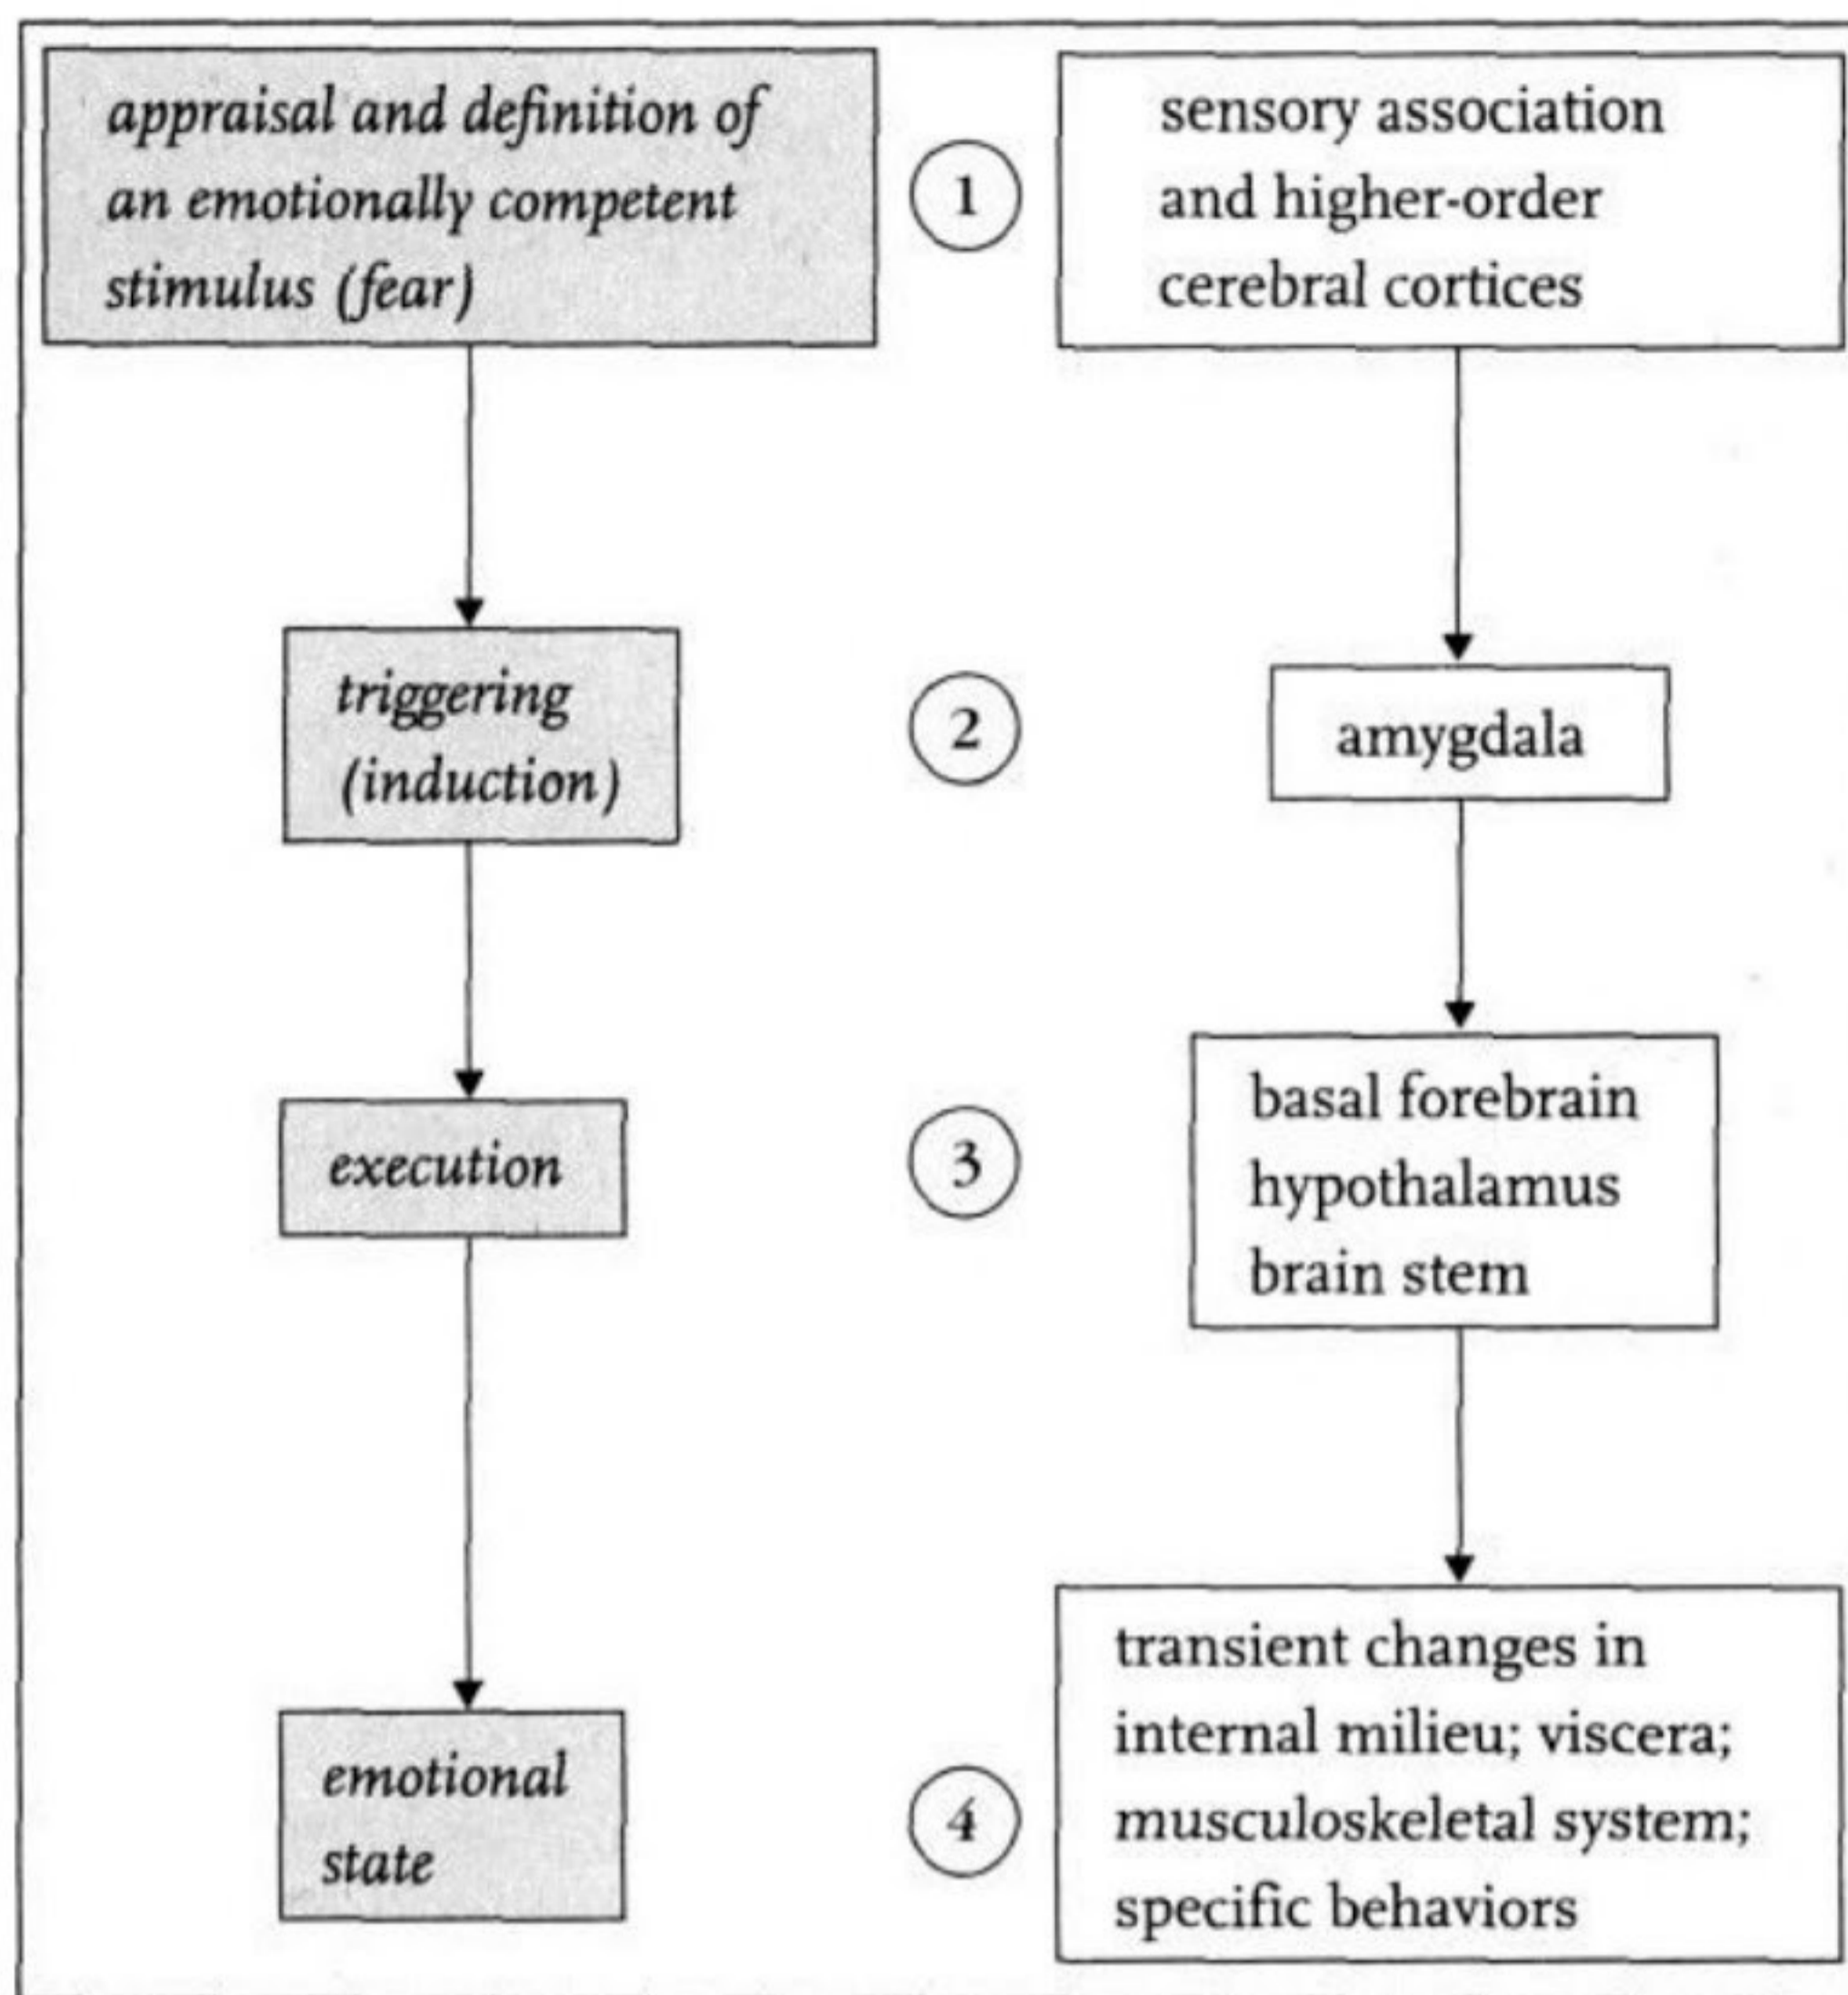 appraisal and definition of
an emotionally competent
stimulus (fear)
1
sensory association
and higher-order
cerebral cortices
triggering
(induction)
2
amygdala
execution
3
basal forebrain
hypothalamus
brain stem
emotional
state
4
transient changes in
internal milieu; viscera;
musculoskeletal system;
specific behaviors